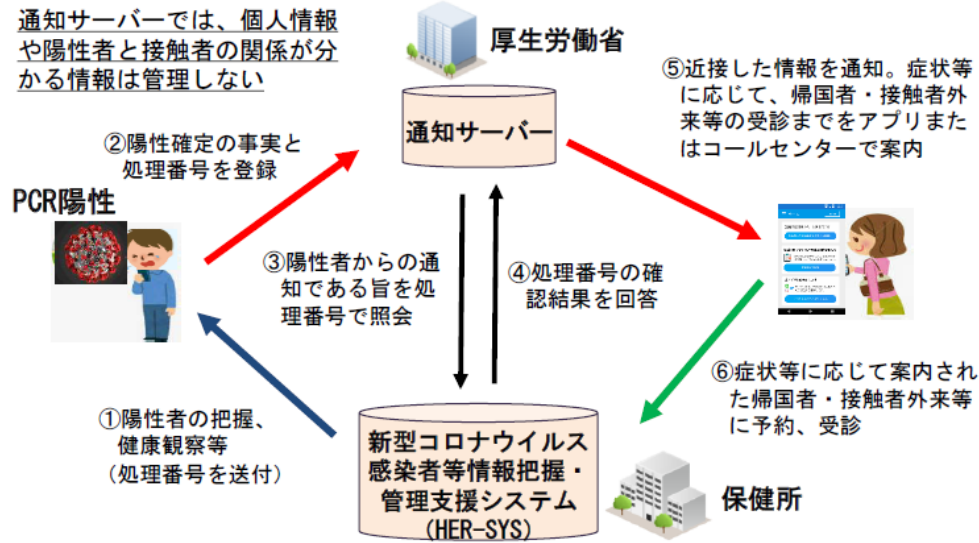 通知サーバーでは、個人情報
や陽性者と接触者の関係が分
かる情報は管理しない
厚生労働省
通知サーバー
⑤近接した情報を通知。症状等
に応じて、帰国者・接触者外
来等の受診までをアプリまた
はコールセンターで案内
②陽性確定の事実と
処理番号を登録
PCR陽性
③陽性者からの通
知である旨を処
理番号で照会
④処理番号の確
認結果を回答
①陽性者の把握、
健康観察等
(処理番号を送付)
新型コロナウイルス
感染者等情報把握・
管理支援システム
(HER-SYS)
保健所
⑥症状等に応じて案内され
た帰国者・接触者外来等
に予約、受診